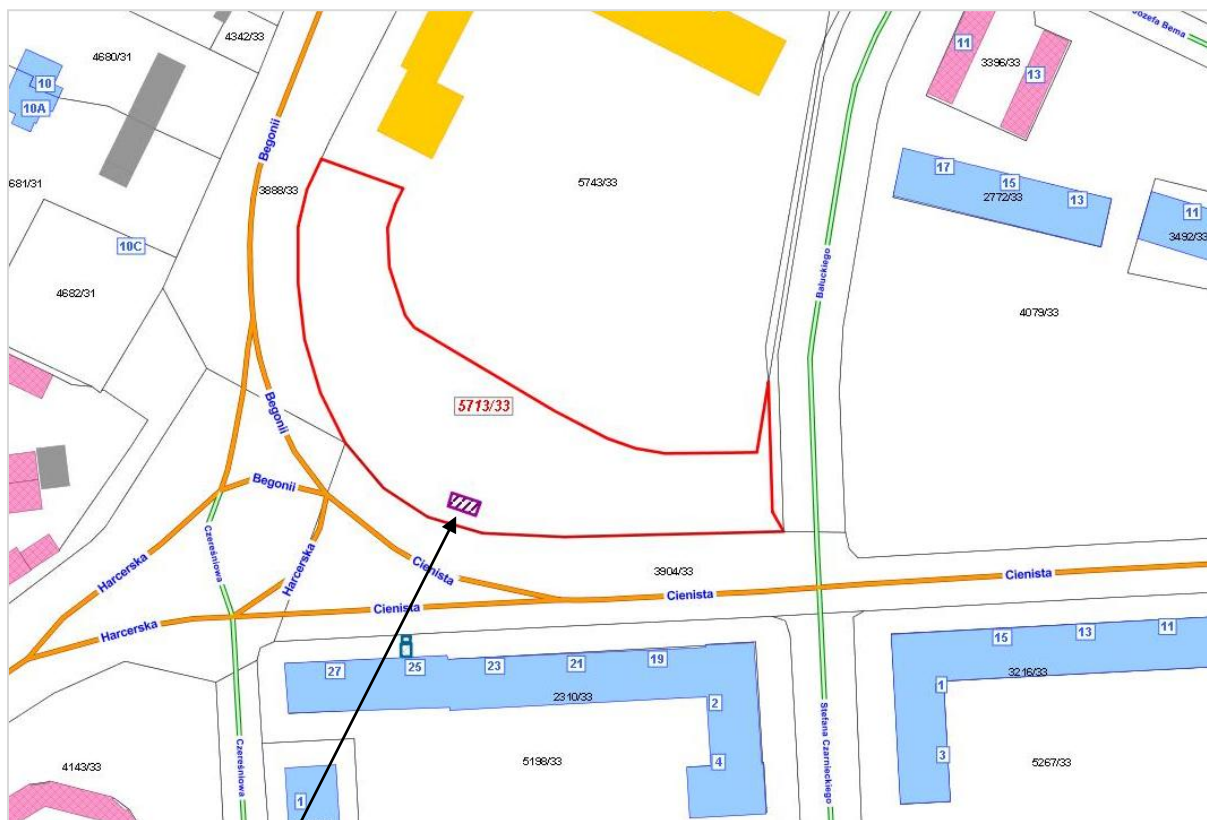 Józefa Bema
4342/33
4680/31
11
3396/33
13
10
10A
Begonii
17
15
2772/33
13
681/31
3888/33
5743/33
11
3492/33
10C
Bałuckiego
4682/31
4079/33
5713/33
Begonii
Begonii
Czereśniowa
Harcerska
Harcerska
Cienista
3904/33
Cienista
Cienista
Cienista
Harcerska
27
25
23
21
19
2310/33
2
15
13
11
3216/33
1
Stefana Czarnieckiego
4143/33
Czereśniowa
5198/33
4
3
5267/33
1